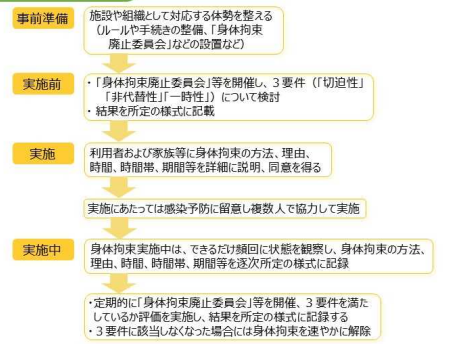 事前準備
施設や組織として対応する体勢を整える
(ルールや手続きの整備、「身体拘束
廃止委員会」などの設置など)
実施前
・「身体拘束廃止委員会」等を開催し、3要件(「切迫性」
「非代替性」「一時性」)について検討
・結果を所定の様式に記載
実施
利用者および家族等に身体拘束の方法、理由、
時間、時間帯、期間等を詳細に説明、同意を得る
実施にあたっては感染予防に留意し複数人で協力して実施
実施中
身体拘束実施中は、できるだけ頻回に状態を観察し、身体拘束の方法、
理由、時間、時間帯、期間等を逐次所定の様式に記録
・定期的に「身体拘束廃止委員会」等を開催、3要件を満た
しているか評価を実施し、結果を所定の様式に記録する
・3要件に該当しなくなった場合には身体拘束を速やかに解除